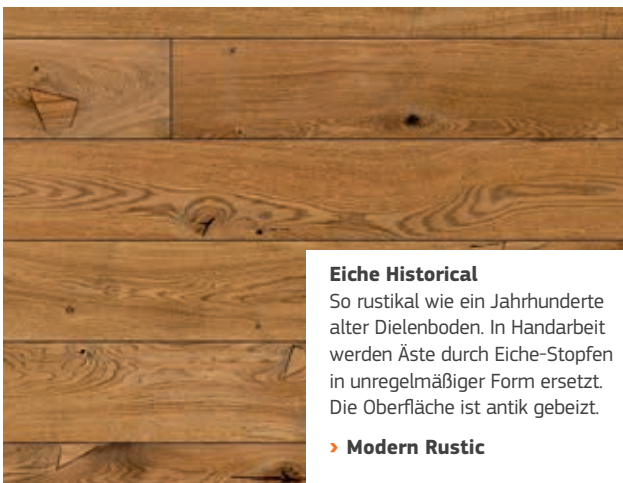 Eiche Historical
So rustikal wie ein Jahrhunderte
alter Dielenboden. In Handarbeit
werden Äste durch Eiche-Stopfen
in unregelmäßiger Form ersetzt.
Die Oberfläche ist antik gebeizt.
› Modern Rustic